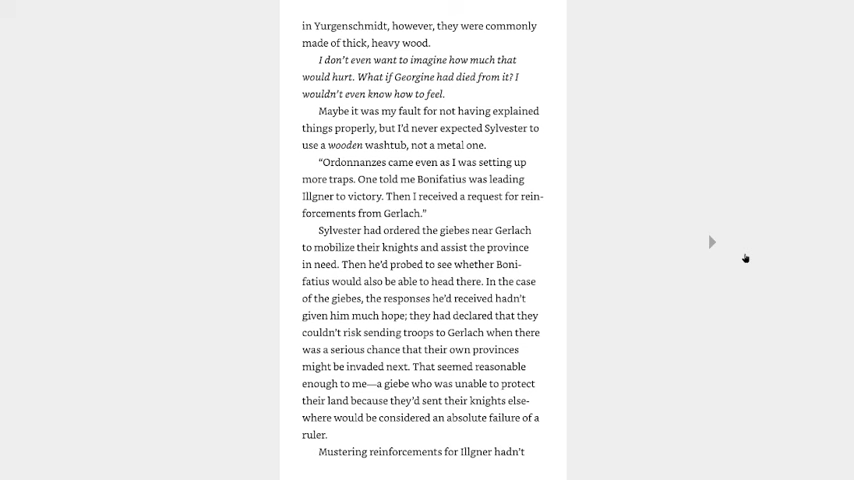 in Yurgenschmidt, however, they were commonly
made of thick, heavy wood.
I don't even want to imagine how much that
would hurt. What if Georgine had died from it? I
wouldn't even know how to feel.
Maybe it was my fault for not having explained
things properly, but I'd never expected Sylvester to
use a wooden washtub, not a metal one.
“Ordonnanzes came even as I was setting up
more traps. One told me Bonifatius was leading
Illgner to victory. Then I received a request for rein-
forcements from Gerlach.”
Sylvester had ordered the giebes near Gerlach
to mobilize their knights and assist the province
in need. Then he'd probed to see whether Boni-
fatius would also be able to head there. In the case
of the giebes, the responses he'd received hadn't
given him much hope; they had declared that they
couldn't risk sending troops to Gerlach when there
was a serious chance that their own provinces
might be invaded next. That seemed reasonable
enough to me—a giebe who was unable to protect
their land because they'd sent their knights else-
where would be considered an absolute failure of a
ruler.
Mustering reinforcements for Illgner hadn't